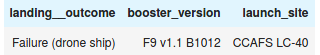 landing__outcome booster_version launch_site
Failure (drone ship) F9 v1.1 B1012 CCAFS LC-40